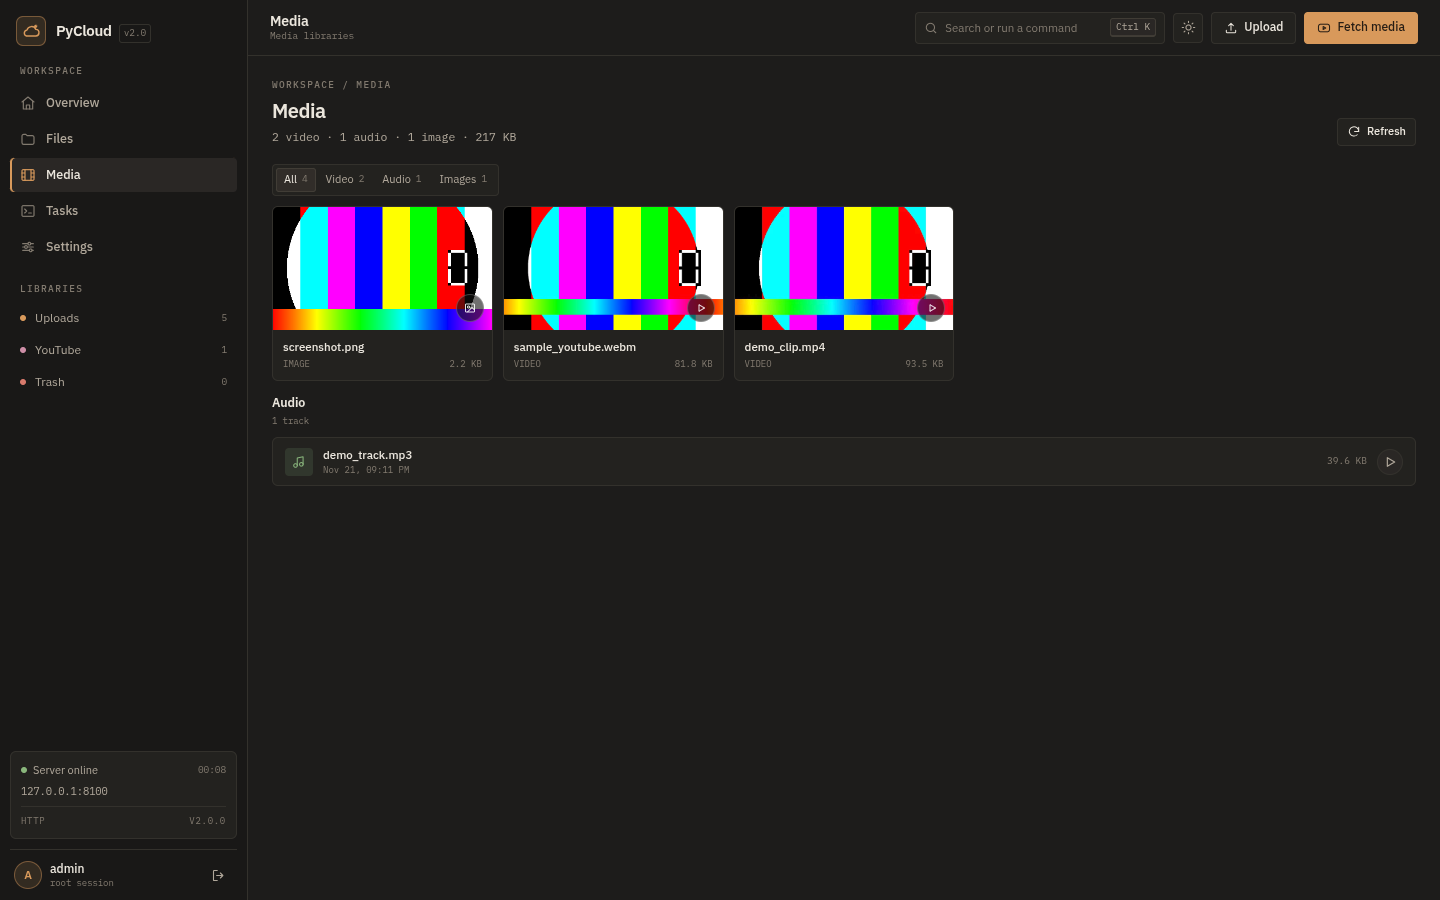 PyCloud v2.0
WORKSPACE
Overview
Files
Media
Tasks
Settings
LIBRARIES
Uploads 5
YouTube 1
Trash 0
Server online 00:08
127.0.0.1:8100
HTTP V2.0.0
A
admin
root session
Media
Media libraries
Search or run a command Ctrl K
Upload
Fetch media
WORKSPACE / MEDIA
Media
2 video · 1 audio · 1 image · 217 KB
Refresh
All 4 Video 2 Audio 1 Images 1
screenshot.png
IMAGE 2.2 KB
sample_youtube.webm
VIDEO 81.8 KB
demo_clip.mp4
VIDEO 93.5 KB
Audio
1 track
demo_track.mp3
Nov 21, 09:11 PM
39.6 KB